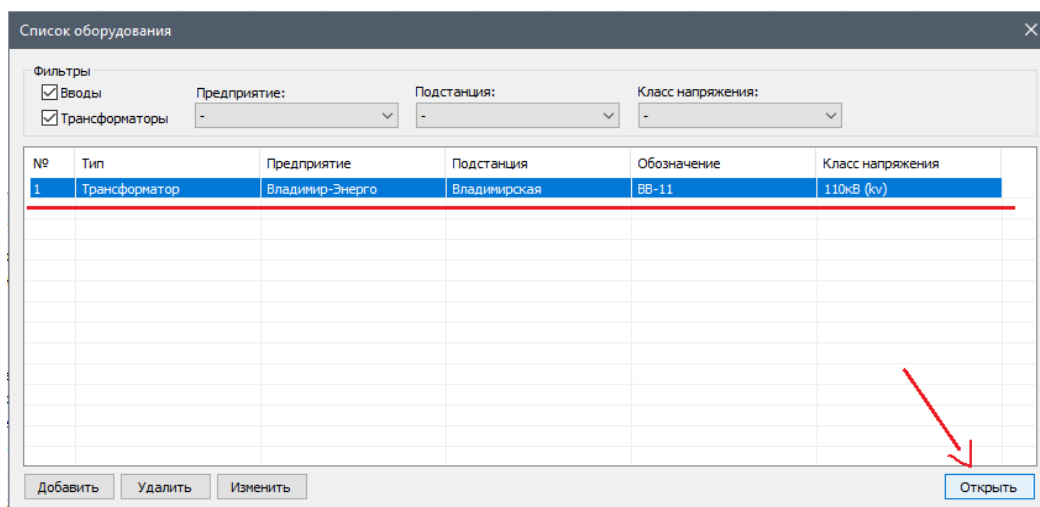 Список оборудования
Фильтры
Вводы
Трансформаторы
Предприятие:
-
Подстанция:
-
Класс напряжения:
-
№ Тип Предприятие Подстанция Обозначение Класс напряжения
1 Трансформатор Владимир-Энерго Владимирская ВВ-11 110кВ (kv)
Добавить Удалить Изменить Открыть